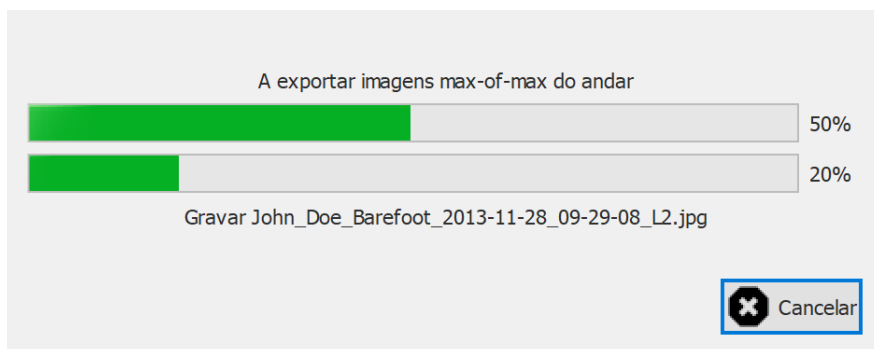 A exportar imagens max-of-max do andar
50%
20%
Gravar John_Doe_Barefoot_2013-11-28_09-29-08_L2.jpg
Cancelar